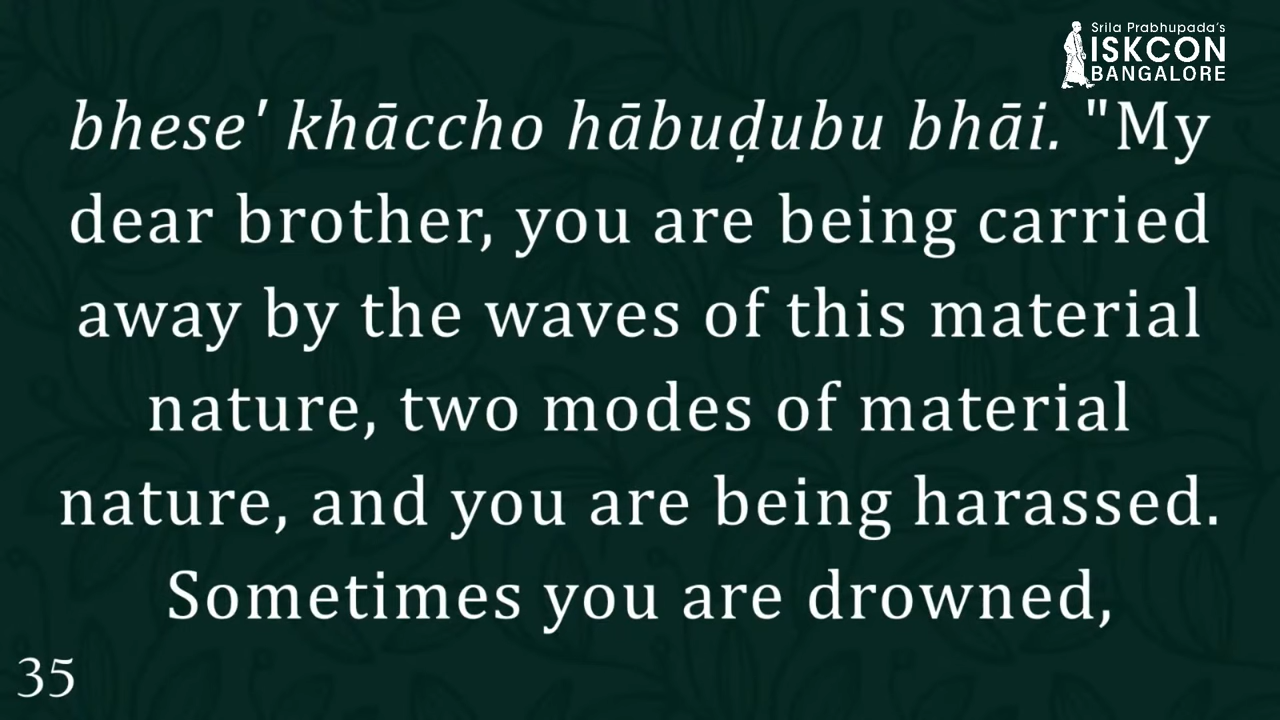 Srila Prabhupada's
ISKCON
BANGALORE
bhese' khāccho hābuḍubu bhāi. "My
dear brother, you are being carried
away by the waves of this material
nature, two modes of material
nature, and you are being harassed.
Sometimes you are drowned,
35